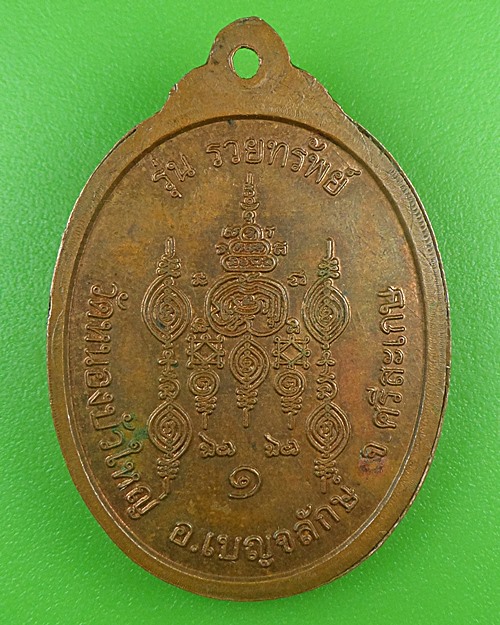 รุ่น รวยทรัพย์
วัดหนองบัวใหญ่ อ.เบญจลักษ์ จ ศรีสะเกษ
๑